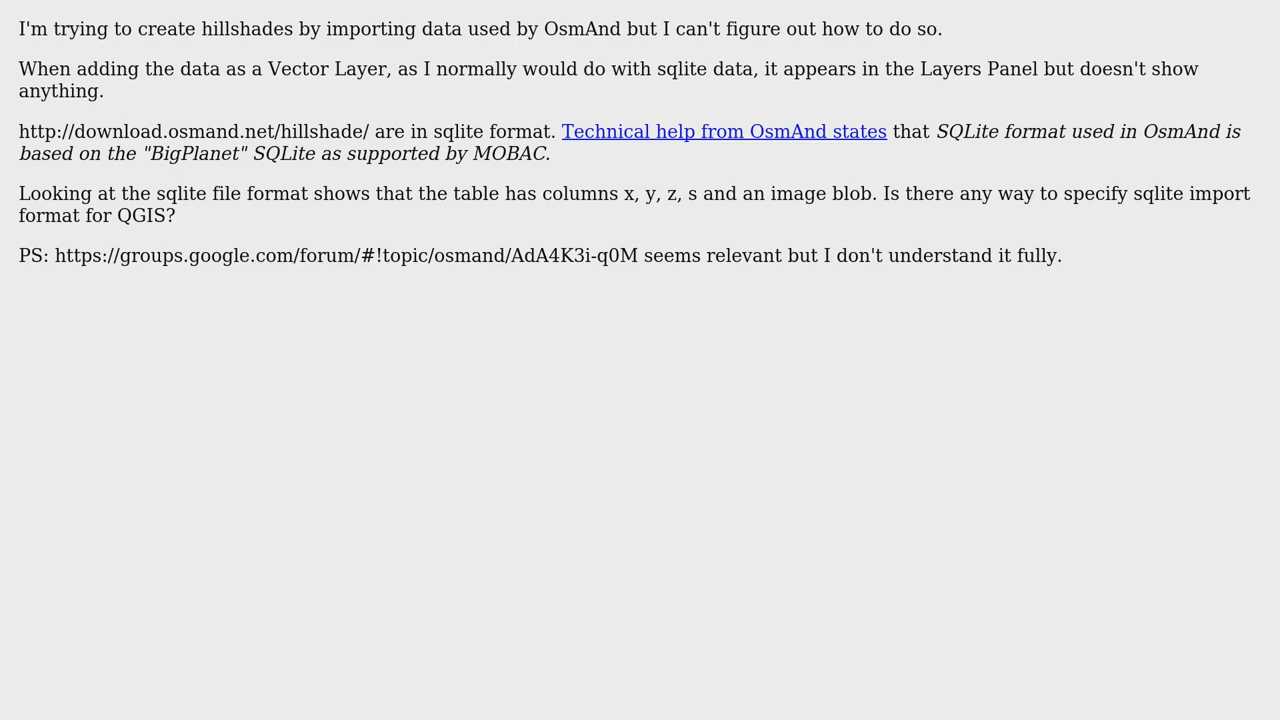 I'm trying to create hillshades by importing data used by OsmAnd but I can't figure out how to do so.
When adding the data as a Vector Layer, as I normally would do with sqlite data, it appears in the Layers Panel but doesn't show
anything.
http://download.osmand.net/hillshade/ are in sqlite format. Technical help from OsmAnd states that SQLite format used in OsmAnd is
based on the "BigPlanet" SQLite as supported by MOBAC.
Looking at the sqlite file format shows that the table has columns x, y, z, s and an image blob. Is there any way to specify sqlite import
format for QGIS?
PS: https://groups.google.com/forum/#!topic/osmand/AdA4K3i-q0M seems relevant but I don't understand it fully.